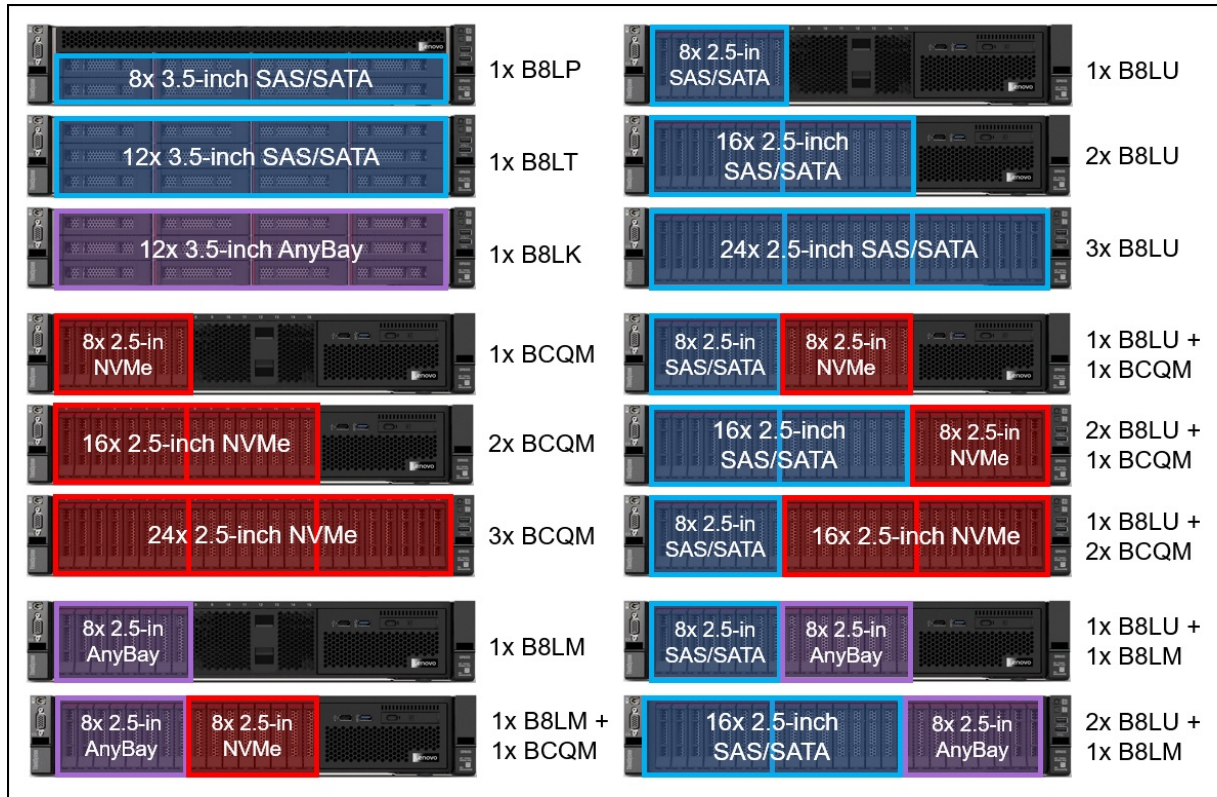 8x 3.5-inch SAS/SATA
1x B8LP
12x 3.5-inch SAS/SATA
1x B8LT
12x 3.5-inch AnyBay
1x B8LK
8x 2.5-in
SAS/SATA
1x B8LU
16x 2.5-inch
SAS/SATA
2x B8LU
24x 2.5-inch SAS/SATA
3x B8LU
8x 2.5-in
NVMe
1x BCQM
16x 2.5-inch NVMe
2x BCQM
24x 2.5-inch NVMe
3x BCQM
8x 2.5-in
SAS/SATA
8x 2.5-in
NVMe
1x B8LU +
1x BCQM
16x 2.5-inch
SAS/SATA
8x 2.5-in
NVMe
2x B8LU +
1x BCQM
8x 2.5-in
SAS/SATA
16x 2.5-inch NVMe
1x B8LU +
2x BCQM
8x 2.5-in
AnyBay
1x B8LM
8x 2.5-in
AnyBay
8x 2.5-in
NVMe
1x B8LM +
1x BCQM
8x 2.5-in
SAS/SATA
8x 2.5-in
AnyBay
1x B8LU +
1x B8LM
16x 2.5-inch
SAS/SATA
8x 2.5-in
AnyBay
2x B8LU +
1x B8LM